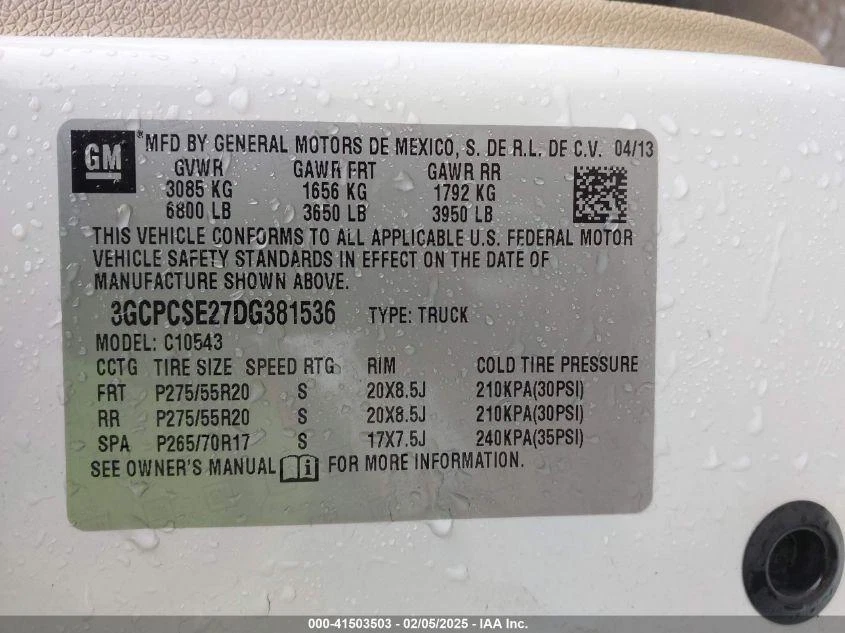 GM
*MFD BY GENERAL MOTORS DE MEXICO, S. DE R.L. DE C.V. 04/13
GVWR GAWR FRT GAWR RR
3085 KG 1656 KG 1792 KG
6800 LB 3650 LB 3950 LB
THIS VEHICLE CONFORMS TO ALL APPLICABLE U.S. FEDERAL MOTOR
VEHICLE SAFETY STANDARDS IN EFFECT ON THE DATE OF
MANUFACTURE SHOWN ABOVE.
3GCPCSE27DG381536 TYPE: TRUCK
MODEL: C10543
CCTG TIRE SIZE SPEED RTG RIM COLD TIRE PRESSURE
FRT P275/55R20 S 20X8.5J 210KPA(30PSI)
RR P275/55R20 S 20X8.5J 210KPA(30PSI)
SPA P265/70R17 S 17X7.5J 240KPA(35PSI)
SEE OWNER'S MANUAL i FOR MORE INFORMATION.
000-41503503 - 02/05/2025 - IAA Inc.